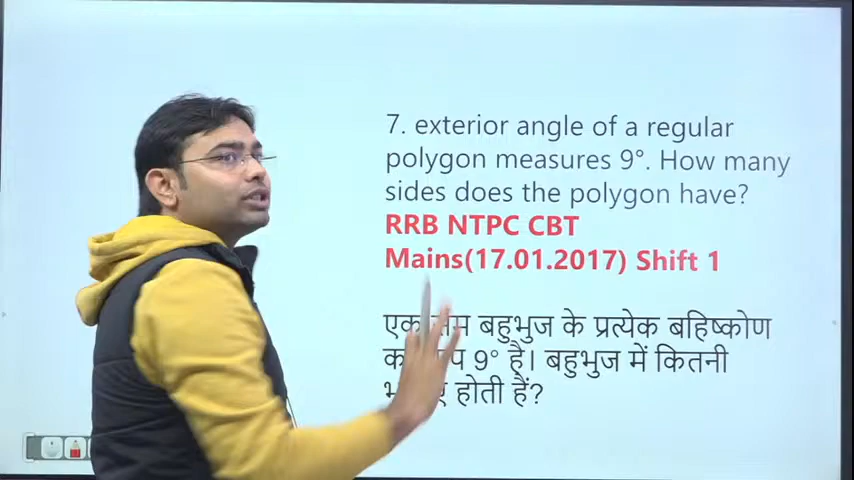 7. exterior angle of a regular
polygon measures 9°. How many
sides does the polygon have?
RRB NTPC CBT
Mains(17.01.2017) Shift 1
एक बहुभुज के प्रत्येक बहिष्कोण
9° है। बहुभुज में कितनी
होती हैं?